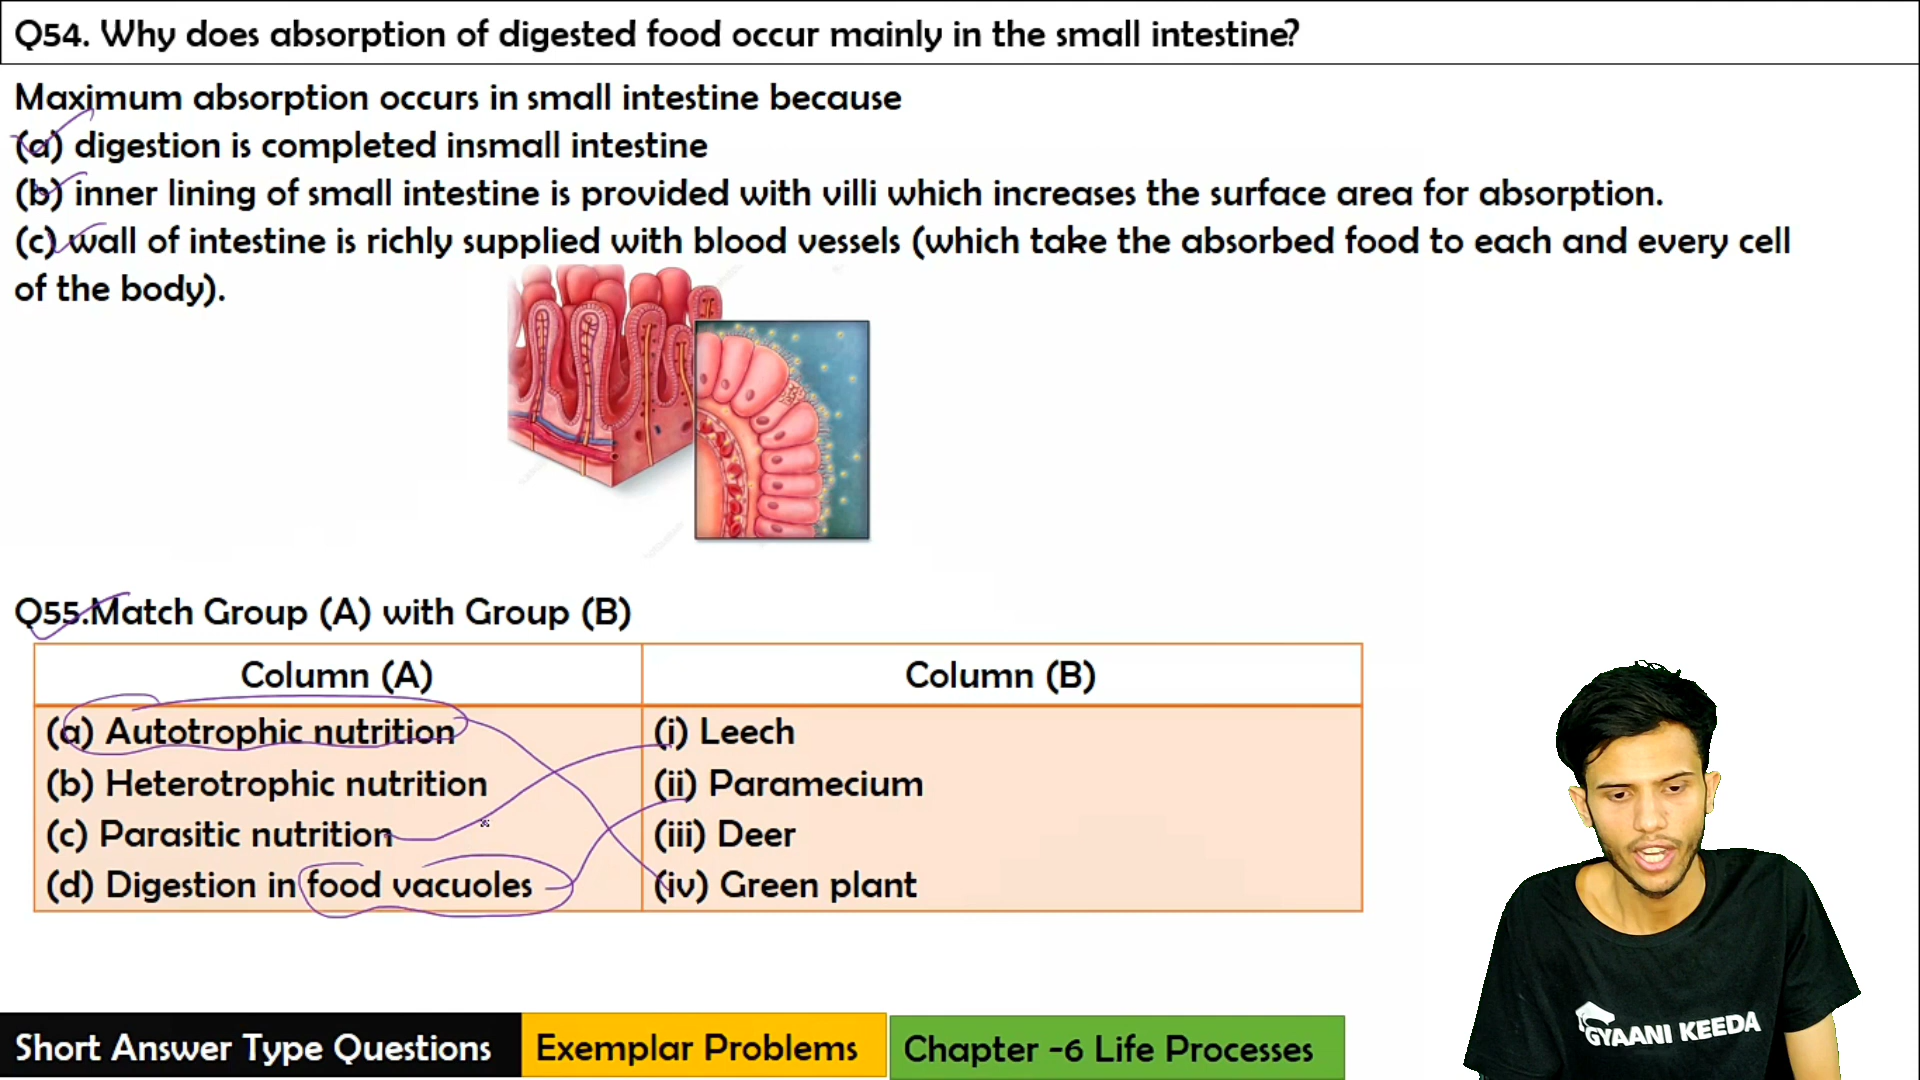 Q54. Why does absorption of digested food occur mainly in the small intestine?
Maximum absorption occurs in small intestine because
(a) digestion is completed insmall intestine
(b) inner lining of small intestine is provided with villi which increases the surface area for absorption.
(c) wall of intestine is richly supplied with blood vessels (which take the absorbed food to each and every cell
of the body).
Q55.Match Group (A) with Group (B)
Column (A) Column (B)
(a) Autotrophic nutrition (i) Leech
(b) Heterotrophic nutrition (ii) Paramecium
(c) Parasitic nutrition (iii) Deer
(d) Digestion in food vacuoles (iv) Green plant
GYAANI KEEDA
Short Answer Type Questions Exemplar Problems Chapter -6 Life Processes